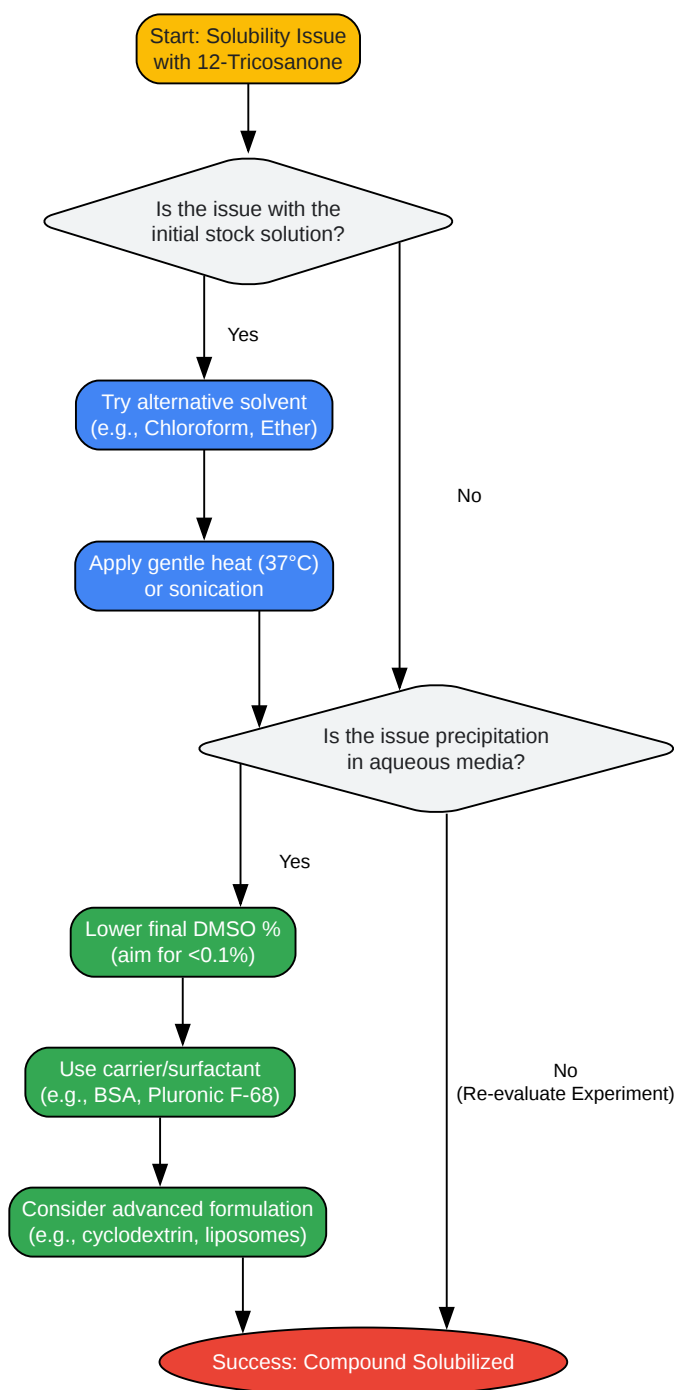 Start: Solubility Issue
with 12-Tricosanone
Is the issue with the
initial stock solution?
Yes
Try alternative solvent
(e.g., Chloroform, Ether)
No
Apply gentle heat (37°C)
or sonication
Is the issue precipitation
in aqueous media?
Yes
Lower final DMSO %
(aim for <0.1%)
Use carrier/surfactant
(e.g., BSA, Pluronic F-68)
No
(Re-evaluate Experiment)
Consider advanced formulation
(e.g., cyclodextrin, liposomes)
Success: Compound Solubilized